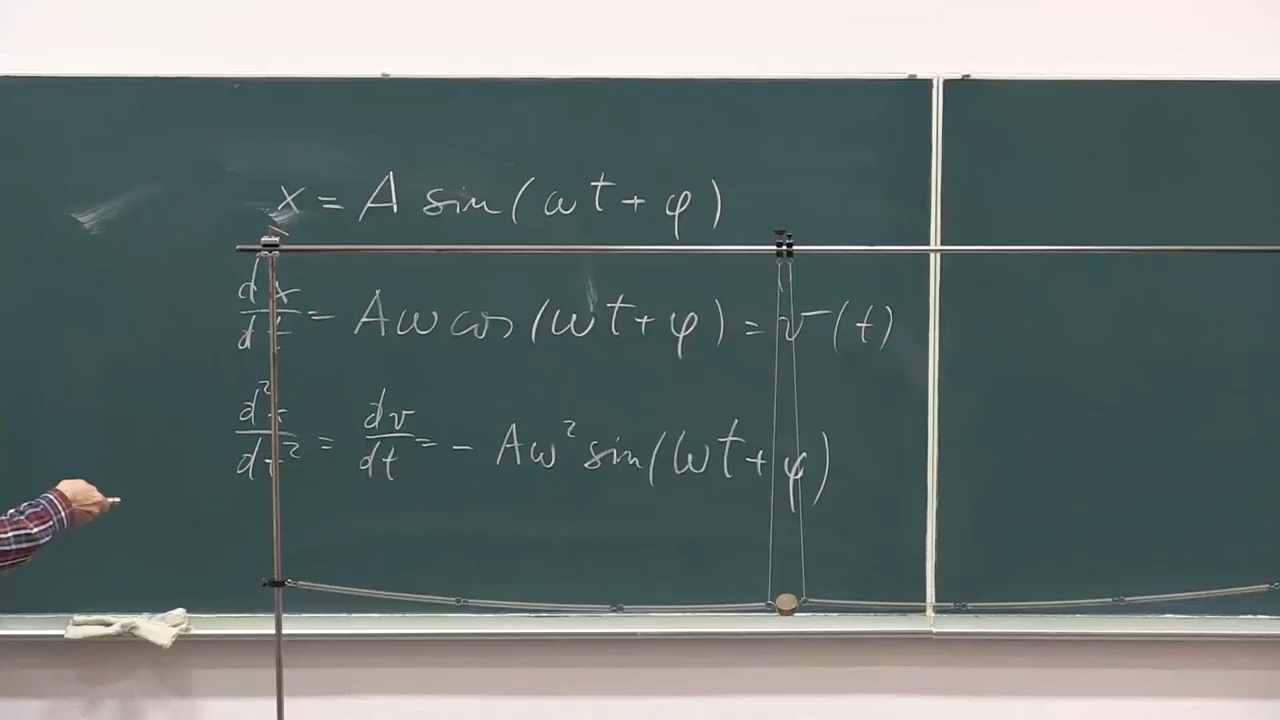 x = A sin(ωt + φ)
dx/dt = Aω cos(ωt + φ) = v(t)
d²x/dt² = dv/dt = - Aω² sin(ωt + φ)